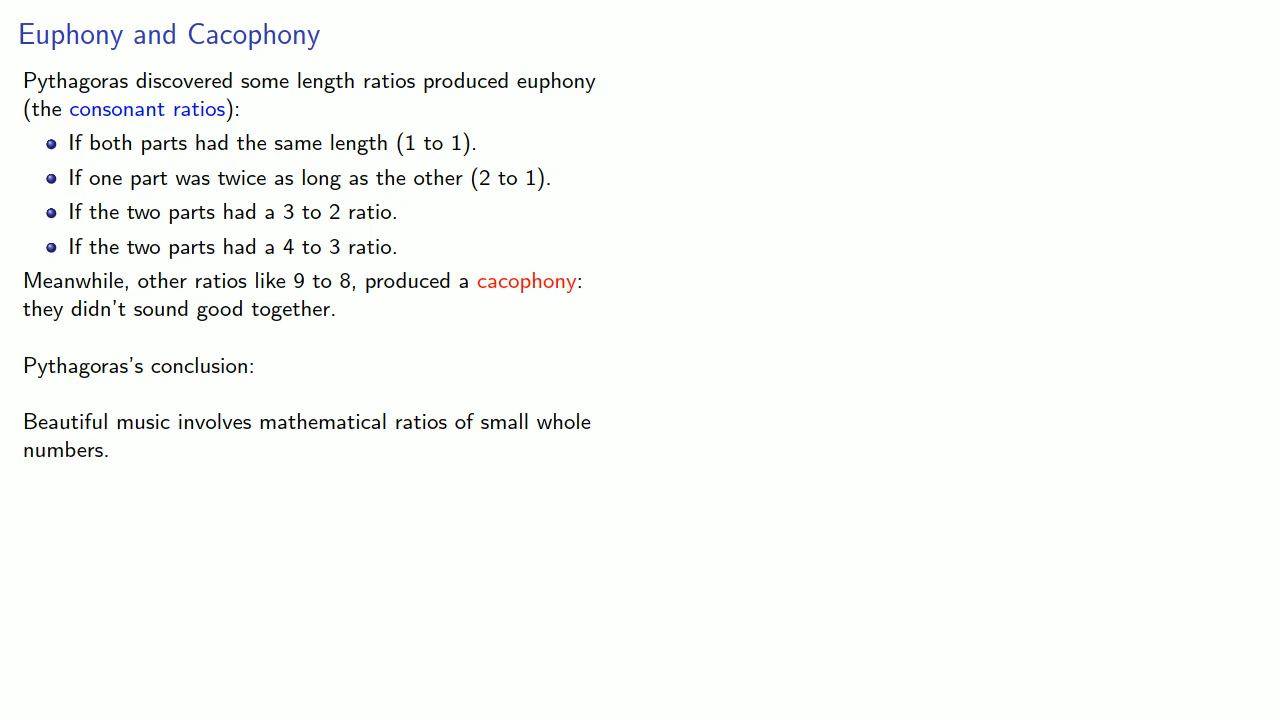 Euphony and Cacophony
Pythagoras discovered some length ratios produced euphony
(the consonant ratios):
If both parts had the same length (1 to 1).
If one part was twice as long as the other (2 to 1).
If the two parts had a 3 to 2 ratio.
If the two parts had a 4 to 3 ratio.
Meanwhile, other ratios like 9 to 8, produced a cacophony:
they didn't sound good together.
Pythagoras's conclusion:
Beautiful music involves mathematical ratios of small whole
numbers.